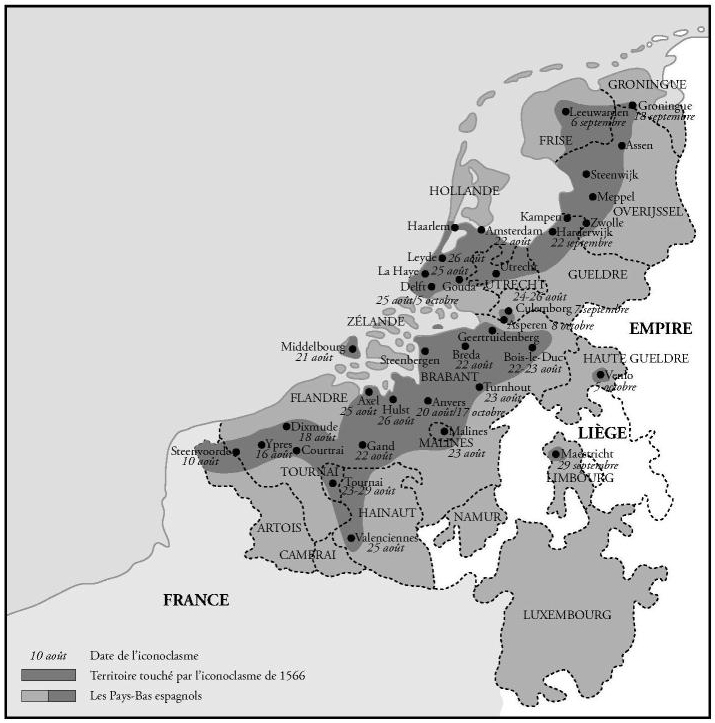 GRONINGUE
Groningue
18 septembre
Leeuwarden
6 septembre
FRISE
Assen
Steenwijk
HOLLANDE
Meppel
OVERIJSSEL
Kampen
Zwolle
Haarlem
Amsterdam
22 août
Harderwijk
22 septembre
Leyde
26 août
La Haye
25 août
Utrecht
GUELDRE
Delft
Gouda
UTRECHT
25 août/5 octobre
24-26 août
Culemborg 7 septembre
ZÉLANDE
Asperen 8 octobre
EMPIRE
Geertruidenberg
Middelbourg
21 août
Steenbergen
Breda
22 août
Bois-le-Duc
22-23 août
HAUTE GUELDRE
BRABANT
Venlo
5 octobre
Turnhout
23 août
FLANDRE
Axel
25 août
Hulst
26 août
Anvers
20 août/17 octobre
Dixmude
18 août
Malines
MALINES
23 août
LIÈGE
Steenvoorde
10 août
Ypres
16 août
Courtrai
Gand
22 août
Maestricht
29 septembre
LIMBOURG
TOURNAI
Tournai
23-29 août
HAINAUT
NAMUR
ARTOIS
Valenciennes
25 août
CAMBRAI
FRANCE
LUXEMBOURG
10 août Date de l'iconoclasme
Territoire touché par l'iconoclasme de 1566
Les Pays-Bas espagnols